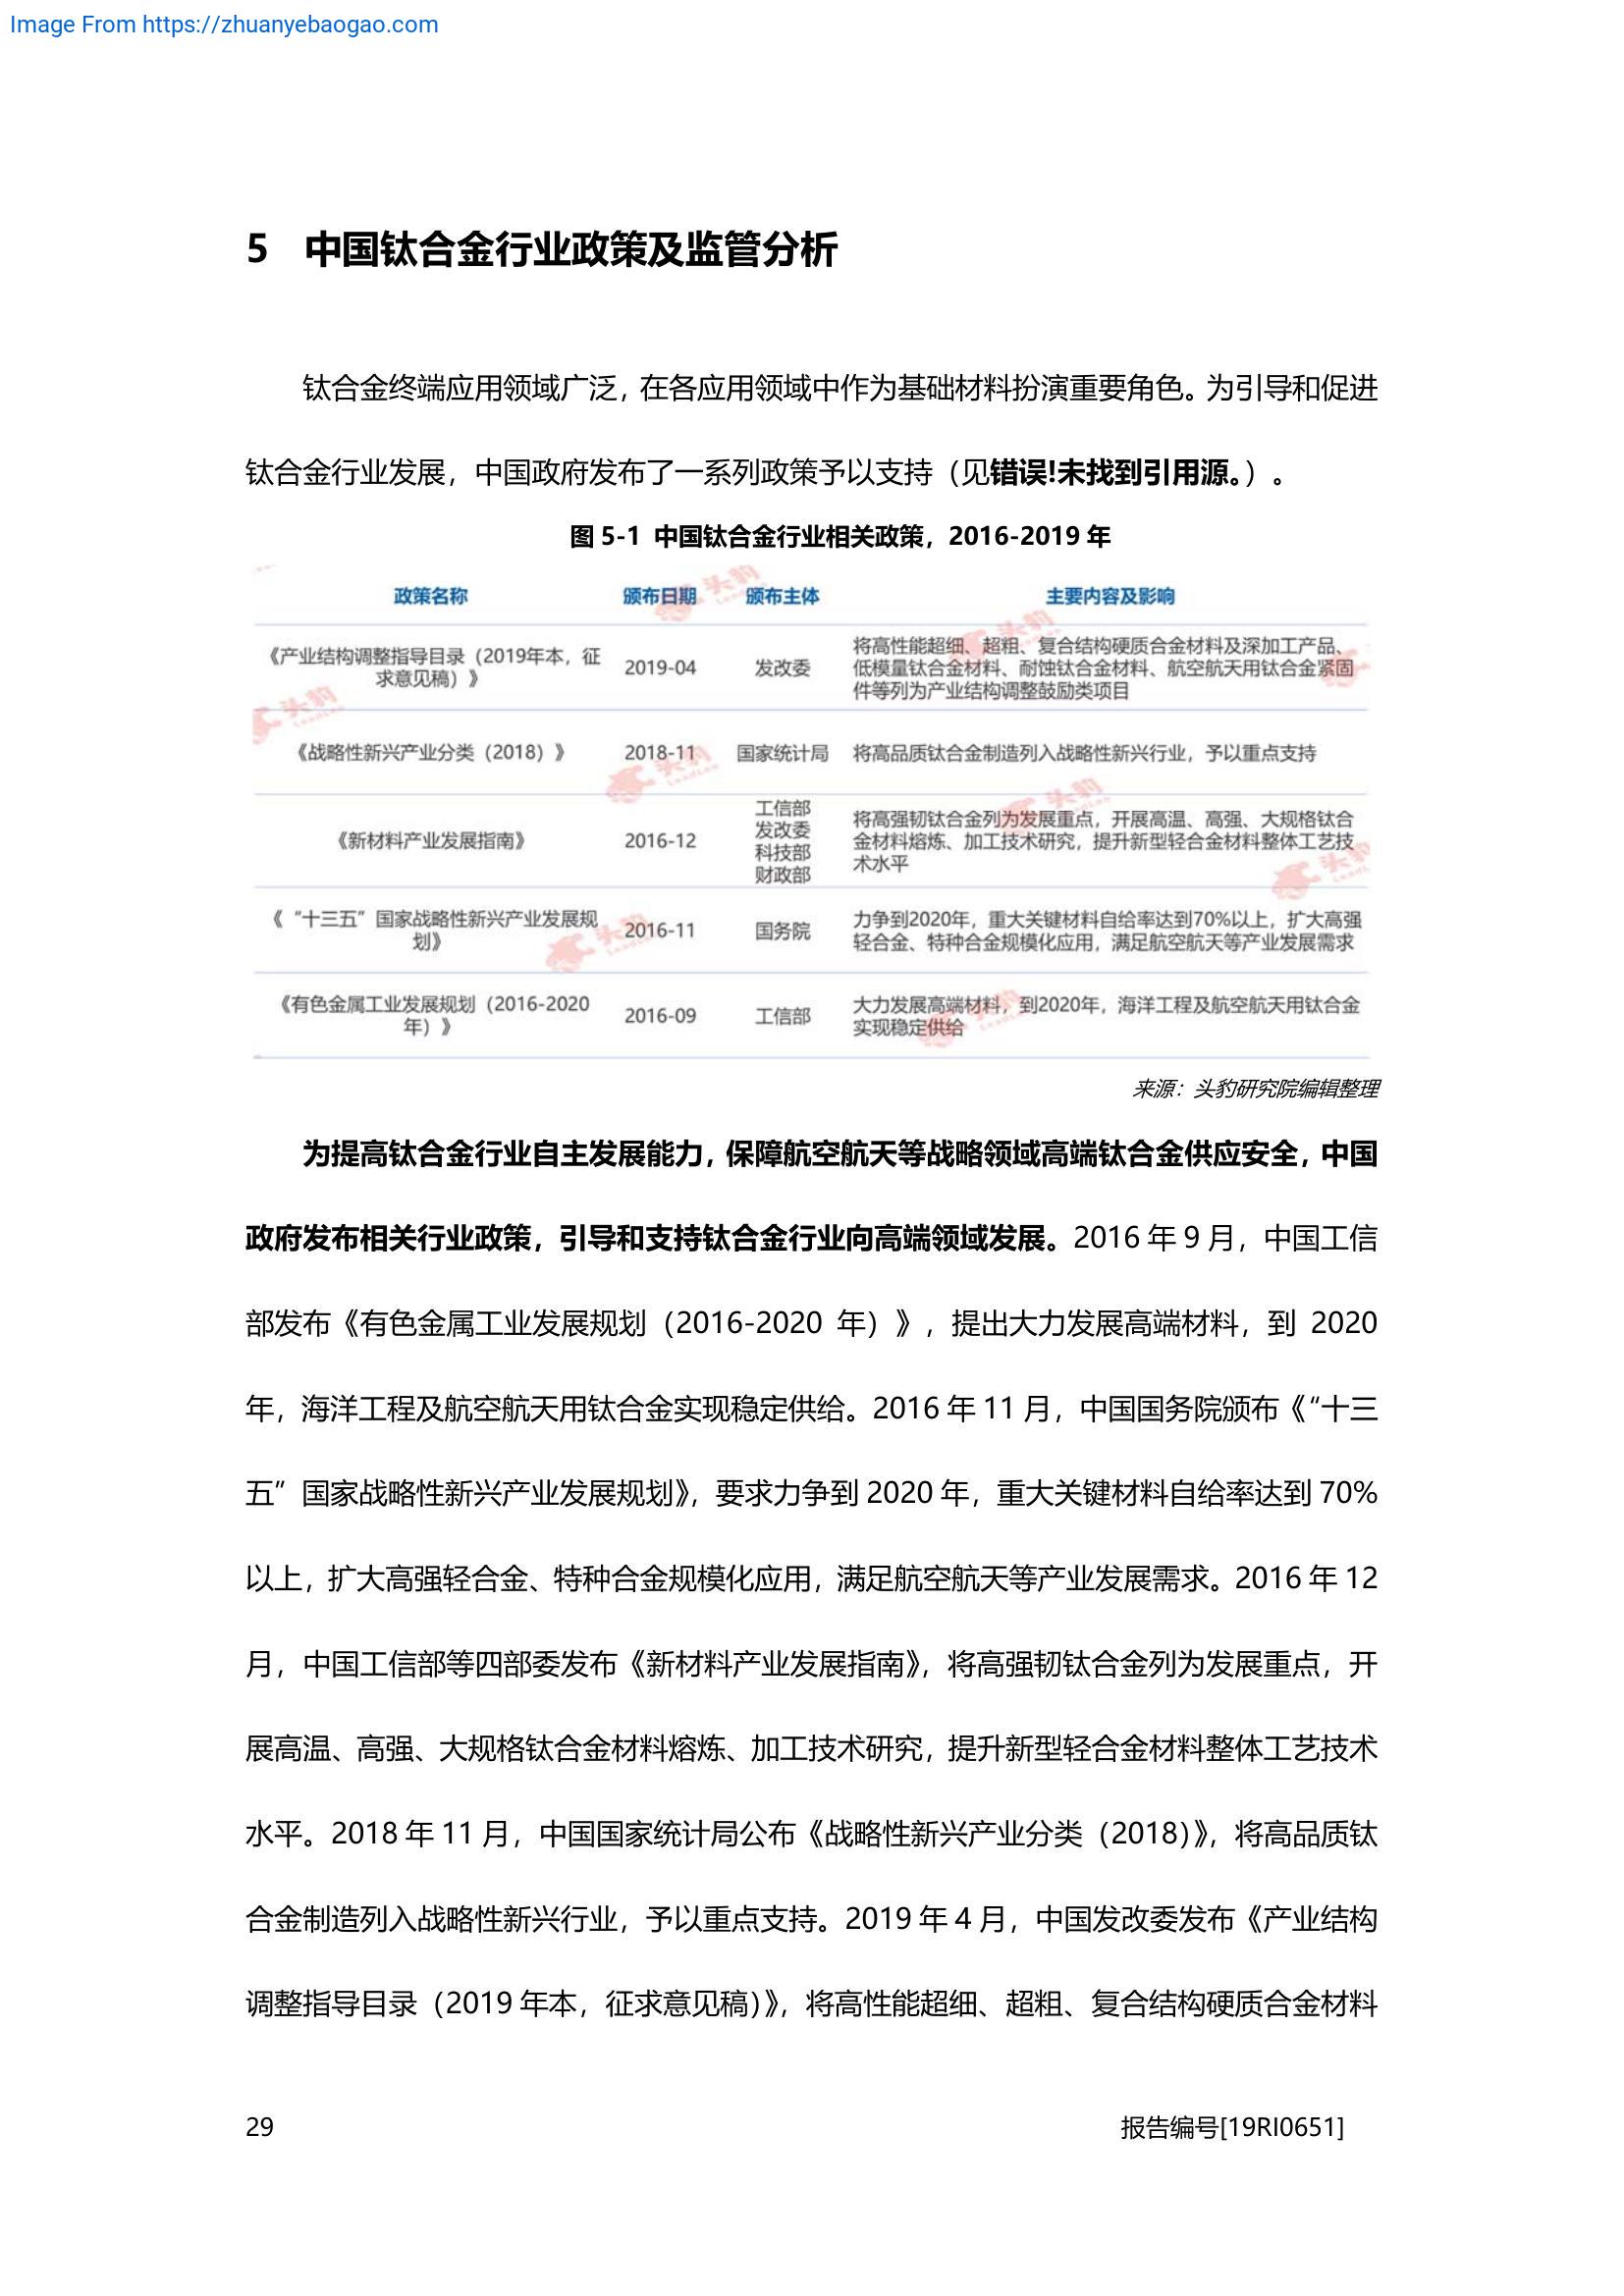 Image From https://zhuanyebaogao.com
5 中国钛合金行业政策及监管分析
钛合金终端应用领域广泛，在各应用领域中作为基础材料扮演重要角色。为引导和促进
钛合金行业发展，中国政府发布了一系列政策予以支持（见错误!未找到引用源。）。
图 5-1 中国钛合金行业相关政策，2016-2019 年
政策名称 颁布日期 颁布主体 主要内容及影响
《产业结构调整指导目录（2019年本，征
求意见稿）》
2019-04
发改委
将高性能超细、超粗、复合结构硬质合金材料及深加工产品、
低模量钛合金材料、耐蚀钛合金材料、航空航天用钛合金紧固
件等列为产业结构调整鼓励类项目
《战略性新兴产业分类（2018）》
2018-11
国家统计局
将高品质钛合金制造列入战略性新兴行业，予以重点支持
《新材料产业发展指南》
2016-12
工信部
发改委
科技部
财政部
将高强韧钛合金列为发展重点，开展高温、高强、大规格钛合
金材料熔炼、加工技术研究，提升新型轻合金材料整体工艺技
术水平
《“十三五”国家战略性新兴产业发展规
划》
2016-11
国务院
力争到2020年，重大关键材料自给率达到70%以上，扩大高强
轻合金、特种合金规模化应用，满足航空航天等产业发展需求
《有色金属工业发展规划（2016-2020
年）》
2016-09
工信部
大力发展高端材料，到2020年，海洋工程及航空航天用钛合金
实现稳定供给
来源：头豹研究院编辑整理
为提高钛合金行业自主发展能力，保障航空航天等战略领域高端钛合金供应安全，中国
政府发布相关行业政策，引导和支持钛合金行业向高端领域发展。2016 年 9 月，中国工信
部发布《有色金属工业发展规划（2016-2020 年）》，提出大力发展高端材料，到 2020
年，海洋工程及航空航天用钛合金实现稳定供给。2016 年 11 月，中国国务院颁布《“十三
五”国家战略性新兴产业发展规划》，要求力争到 2020 年，重大关键材料自给率达到 70%
以上，扩大高强轻合金、特种合金规模化应用，满足航空航天等产业发展需求。2016 年 12
月，中国工信部等四部委发布《新材料产业发展指南》，将高强韧钛合金列为发展重点，开
展高温、高强、大规格钛合金材料熔炼、加工技术研究，提升新型轻合金材料整体工艺技术
水平。2018 年 11 月，中国国家统计局公布《战略性新兴产业分类（2018）》，将高品质钛
合金制造列入战略性新兴行业，予以重点支持。2019 年 4 月，中国发改委发布《产业结构
调整指导目录（2019 年本，征求意见稿）》，将高性能超细、超粗、复合结构硬质合金材料
29 报告编号[19RI0651]